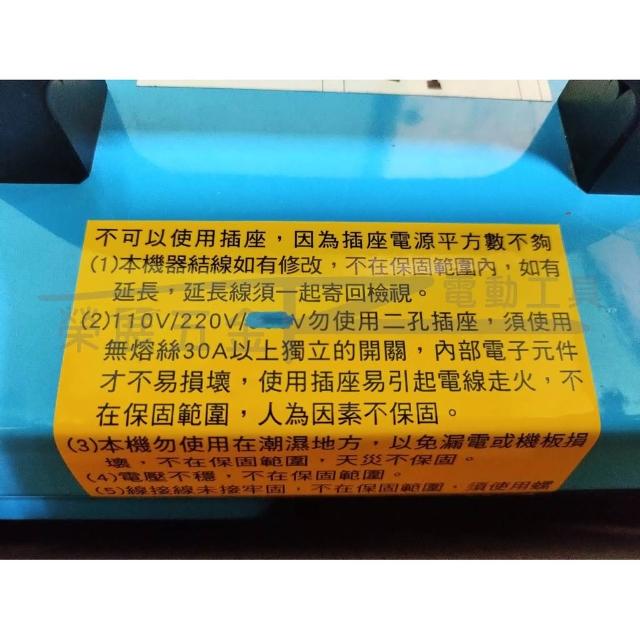 不可以使用插座，因為插座電源平方數不夠
(1)本機器結線如有修改，不在保固範圍內，如有
延長，延長線須一起寄回檢視。
(2)110V/220V/ V勿使用二孔插座，須使用
無熔絲30A以上獨立的開關，內部電子元件
才不易損壞，使用插座易引起電線走火，不
在保固範圍，人為因素不保固。
(3)本機勿使用在潮濕地方，以免漏電或機板損
壞，不在保固範圍，天災不保固。
(4)電壓不穩，不在保固範圍。
(5)線接線未接牢固，不在保固範圍，須使用螺
電動工具